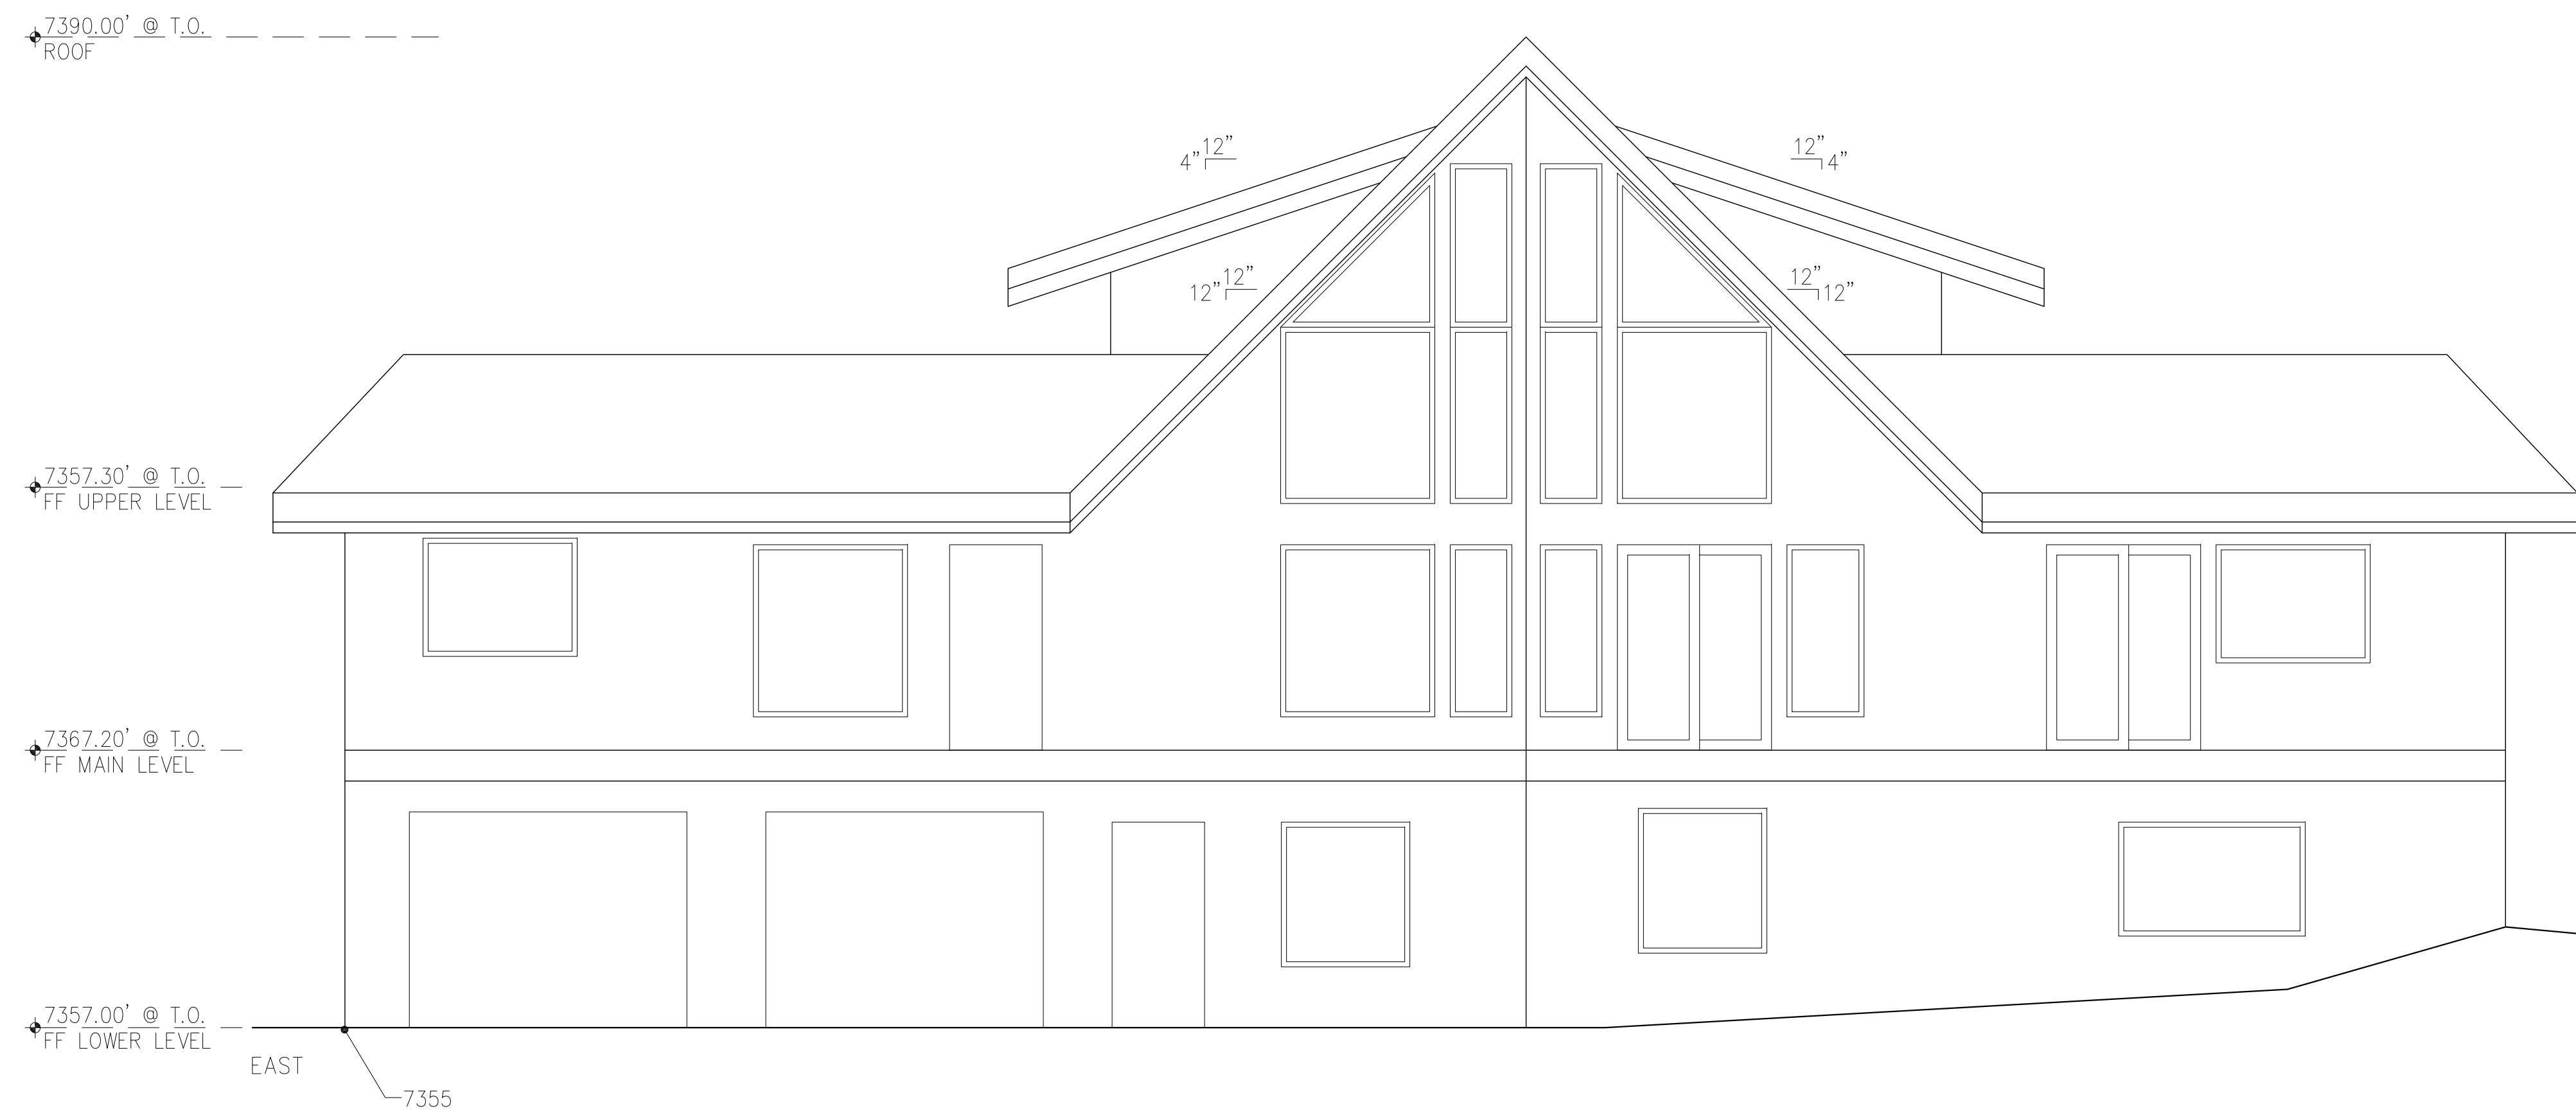 7390.00' @ T.O.
ROOF
12"
4"
12"
4"
12"
12"
12"
12"
7357.30' @ T.O.
FF UPPER LEVEL
7367.20' @ T.O.
FF MAIN LEVEL
7357.00' @ T.O.
FF LOWER LEVEL
EAST
7355